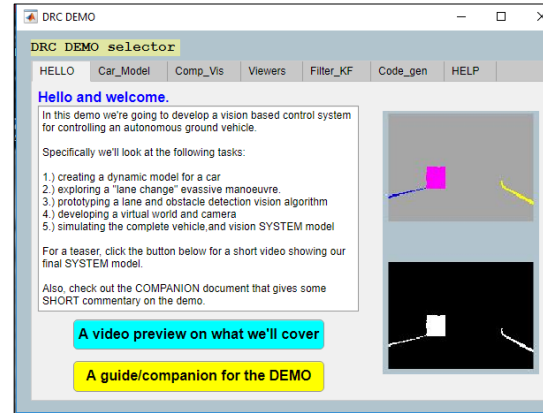 DRC DEMO
DRC DEMO selector
HELLO Car_Model Comp_Vis Viewers Filter_KF Code_gen HELP
Hello and welcome.
In this demo we're going to develop a vision based control system
for controlling an autonomous ground vehicle.
Specifically we'll look at the following tasks:
1.) creating a dynamic model for a car
2.) exploring a "lane change" evassive manoeuvre.
3.) prototyping a lane and obstacle detection vision algorithm
4.) developing a virtual world and camera
5.) simulating the complete vehicle,and vision SYSTEM model
For a teaser, click the button below for a short video showing our
final SYSTEM model.
Also, check out the COMPANION document that gives some
SHORT commentary on the demo.
A video preview on what we'll cover
A guide/companion for the DEMO